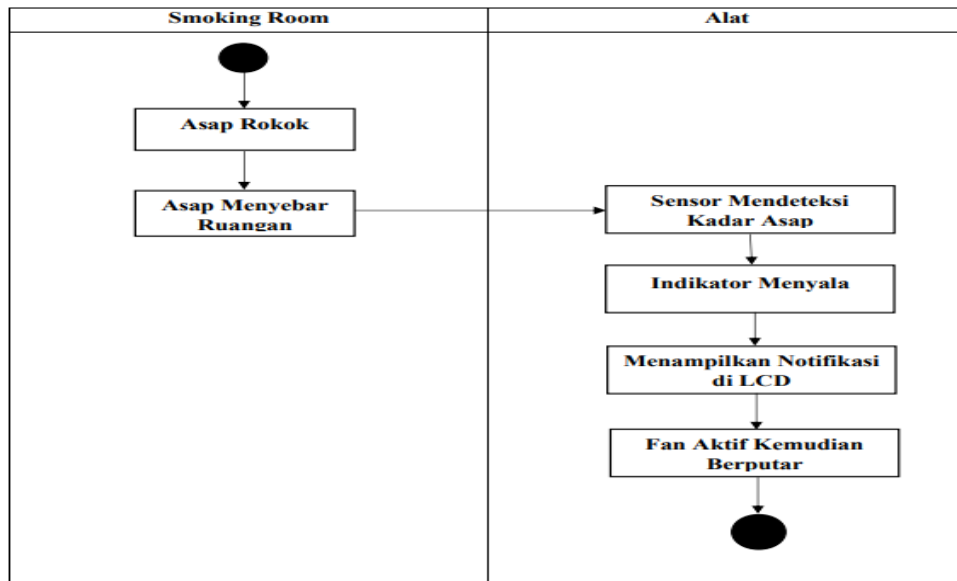 Smoking Room
Alat
Asap Rokok
Asap Menyebar
Ruangan
Sensor Mendeteksi
Kadar Asap
Indikator Menyala
Menampilkan Notifikasi
di LCD
Fan Aktif Kemudian
Berputar